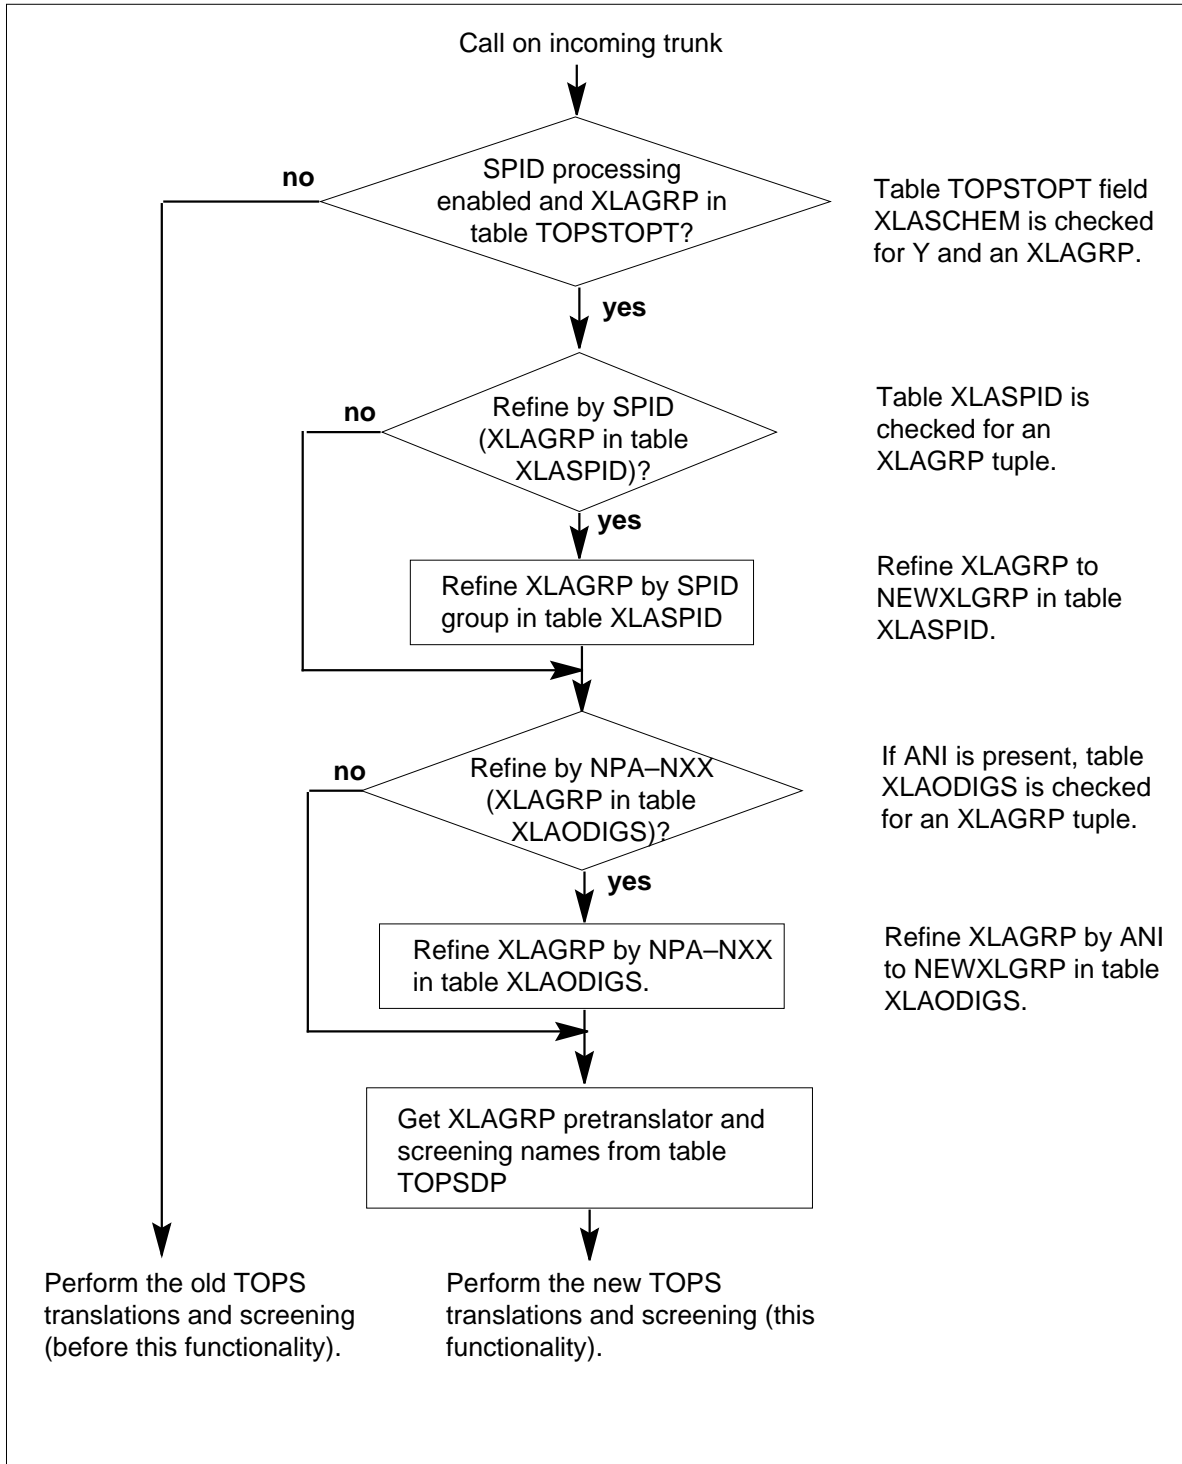 Call on incoming trunk
no
SPID processing
enabled and XLAGRP in
table TOPSTOPT?
Table TOPSTOPT field
XLASCHEM is checked
for Y and an XLAGRP.
yes
no
Refine by SPID
(XLAGRP in table
XLASPID)?
Table XLASPID is
checked for an
XLAGRP tuple.
yes
Refine XLAGRP by SPID
group in table XLASPID
Refine XLAGRP to
NEWXLGRP in table
XLASPID.
no
Refine by NPA–NXX
(XLAGRP in table
XLAODIGS)?
If ANI is present, table
XLAODIGS is checked
for an XLAGRP tuple.
yes
Refine XLAGRP by NPA–NXX
in table XLAODIGS.
Refine XLAGRP by ANI
to NEWXLGRP in table
XLAODIGS.
Get XLAGRP pretranslator and
screening names from table
TOPSDP
Perform the old TOPS
translations and screening
(before this functionality).
Perform the new TOPS
translations and screening (this
functionality).